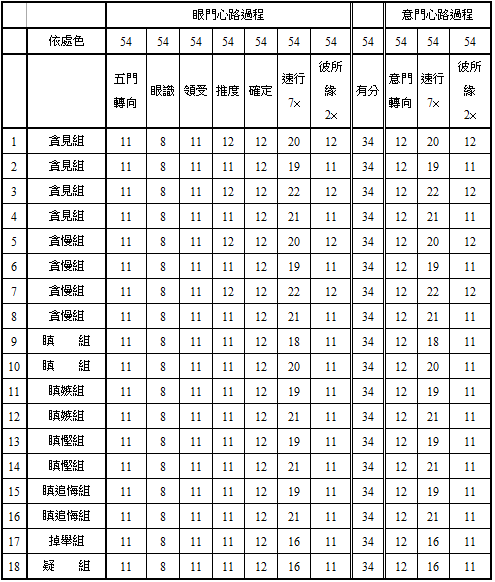 眼門心路過程 意門心路過程
依處色 54 54 54 54 54 54 54 54 54 54 54
五門轉向 眼識 領受 推度 確定 速行7× 彼所緣2× 有分 意門轉向 速行7× 彼所緣2×
1 貪見組 11 8 11 12 12 20 12 34 12 20 12
2 貪見組 11 8 11 11 12 19 11 34 12 19 11
3 貪見組 11 8 11 12 12 22 12 34 12 22 12
4 貪見組 11 8 11 11 12 21 11 34 12 21 11
5 貪慢組 11 8 11 12 12 20 12 34 12 20 12
6 貪慢組 11 8 11 11 12 19 11 34 12 19 11
7 貪慢組 11 8 11 12 12 22 12 34 12 22 12
8 貪慢組 11 8 11 11 12 21 11 34 12 21 11
9 瞋 組 11 8 11 11 12 18 11 34 12 18 11
10 瞋 組 11 8 11 11 12 20 11 34 12 20 11
11 瞋嫉組 11 8 11 11 12 19 11 34 12 19 11
12 瞋嫉組 11 8 11 11 12 21 11 34 12 21 11
13 瞋慳組 11 8 11 11 12 19 11 34 12 19 11
14 瞋慳組 11 8 11 11 12 21 11 34 12 21 11
15 瞋追悔組 11 8 11 11 12 19 11 34 12 19 11
16 瞋追悔組 11 8 11 11 12 21 11 34 12 21 11
17 掉舉組 11 8 11 11 12 16 11 34 12 16 11
18 疑 組 11 8 11 11 12 16 11 34 12 16 11